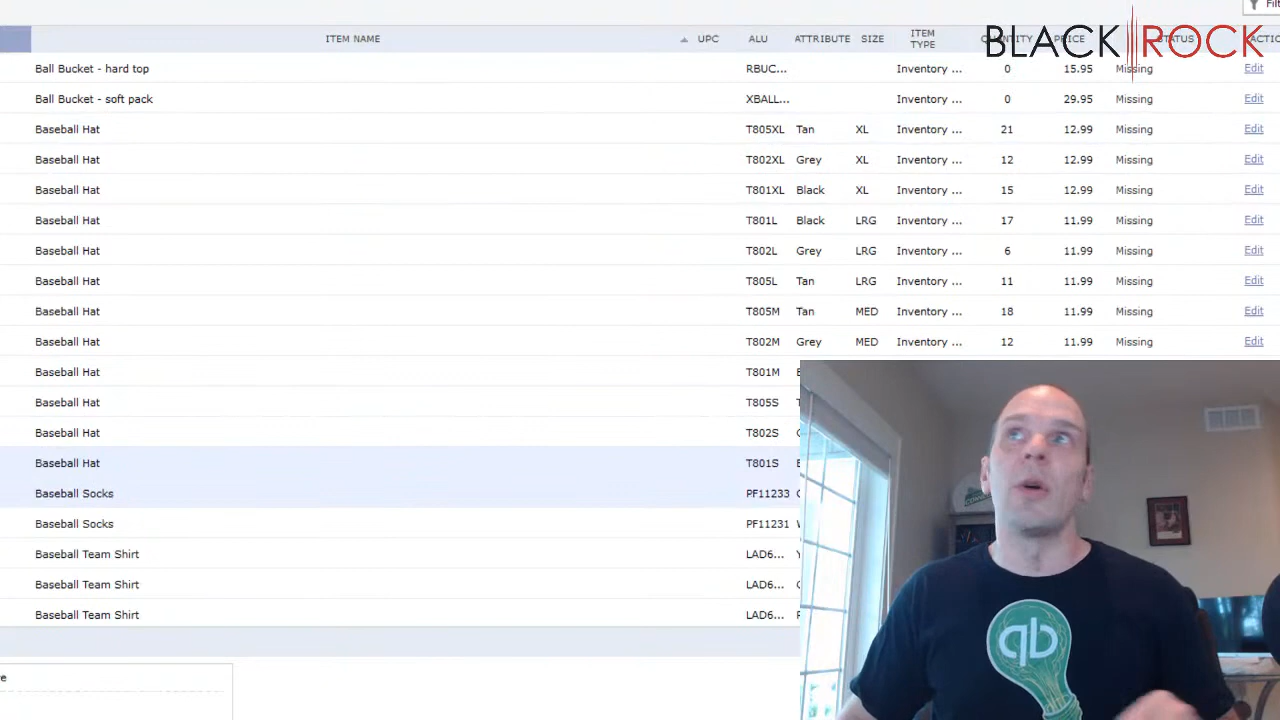 BLACK ROCK
ITEM NAME UPC ALU ATTRIBUTE SIZE ITEM TYPE QUANTITY PRICE STATUS
Ball Bucket - hard top RBUC... Inventory ... 0 15.95 Missing Edit
Ball Bucket - soft pack XBALL... Inventory ... 0 29.95 Missing Edit
Baseball Hat T805XL Tan XL Inventory ... 21 12.99 Missing Edit
Baseball Hat T802XL Grey XL Inventory ... 12 12.99 Missing Edit
Baseball Hat T801XL Black XL Inventory ... 15 12.99 Missing Edit
Baseball Hat T801L Black LRG Inventory ... 17 11.99 Missing Edit
Baseball Hat T802L Grey LRG Inventory ... 6 11.99 Missing Edit
Baseball Hat T805L Tan LRG Inventory ... 11 11.99 Missing Edit
Baseball Hat T805M Tan MED Inventory ... 18 11.99 Missing Edit
Baseball Hat T802M Grey MED Inventory ... 12 11.99 Missing Edit
Baseball Hat T801M
Baseball Hat T805S
Baseball Hat T802S
Baseball Hat T801S
Baseball Socks PF11233
Baseball Socks PF11231
Baseball Team Shirt LAD6...
Baseball Team Shirt LAD6...
Baseball Team Shirt LAD6...
qb